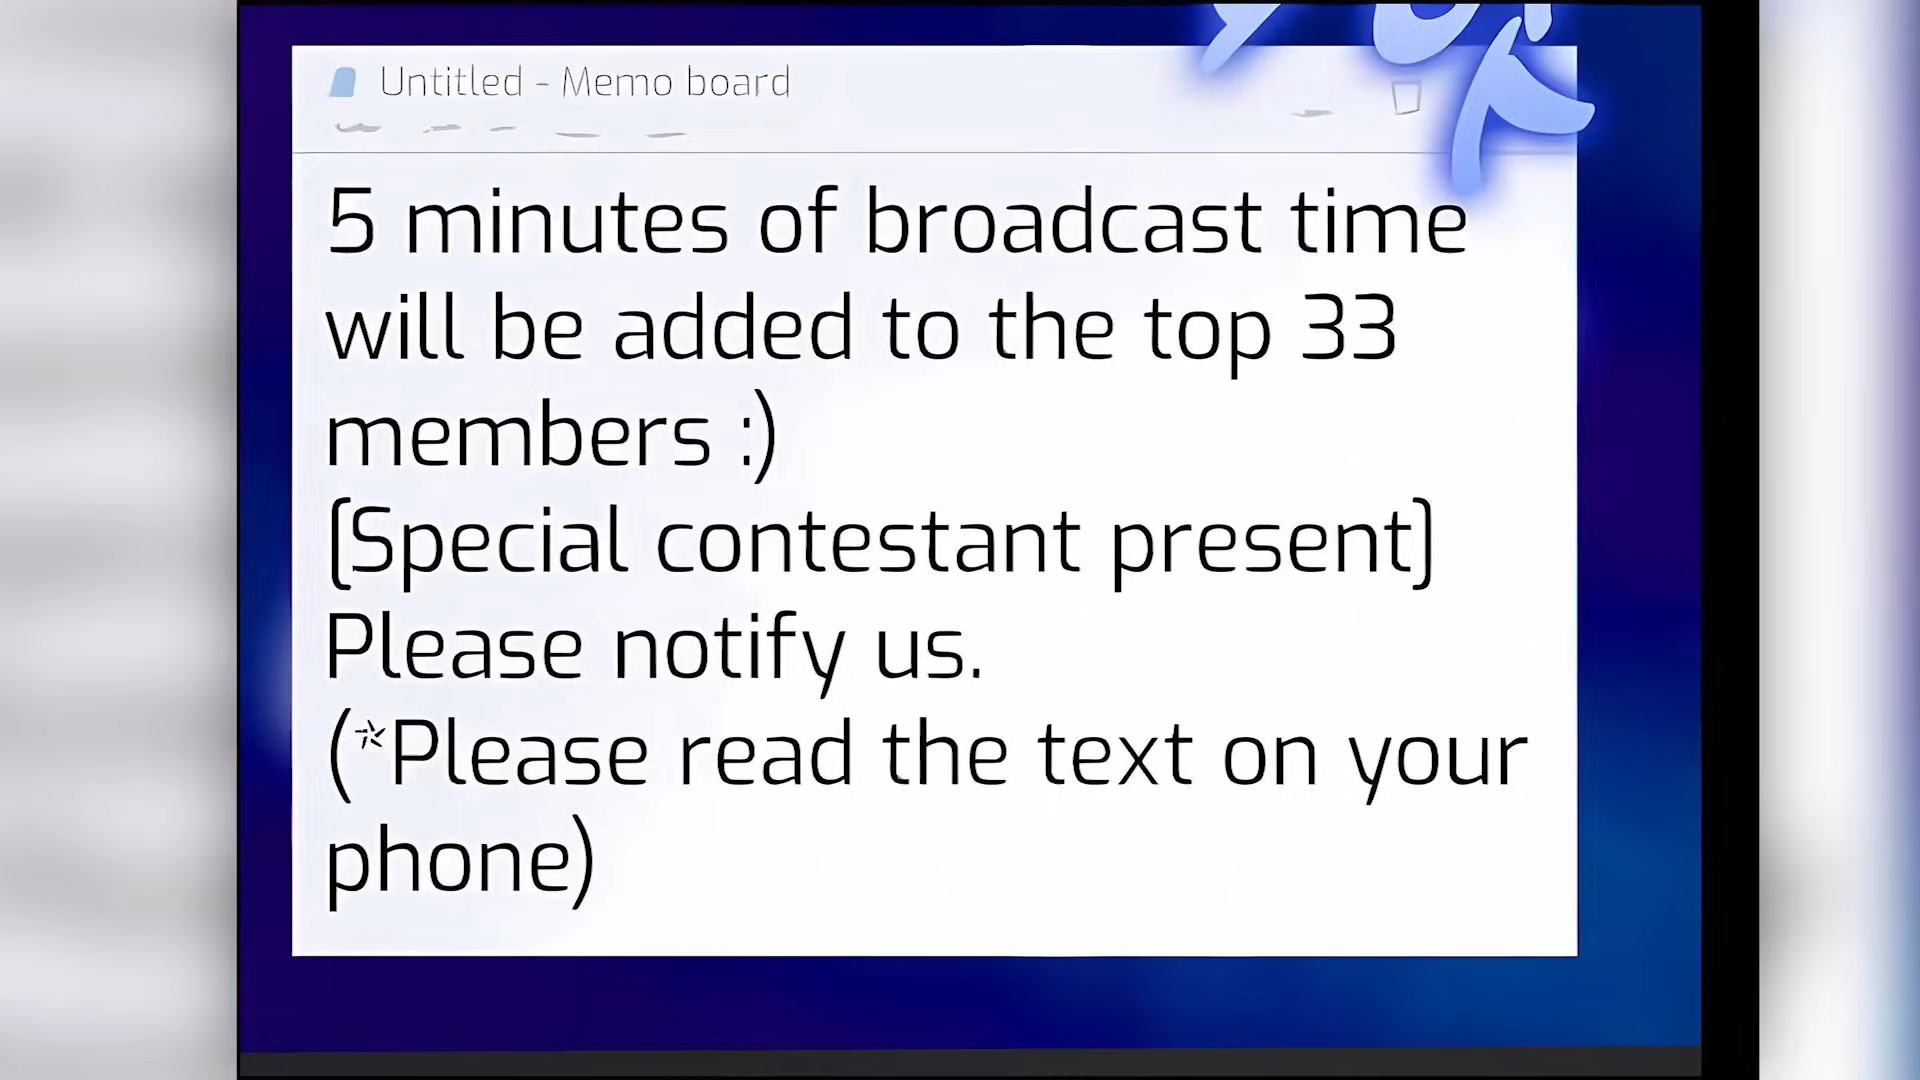 Untitled - Memo board
5 minutes of broadcast time
will be added to the top 33
members :)
[Special contestant present]
Please notify us.
(*Please read the text on your
phone)